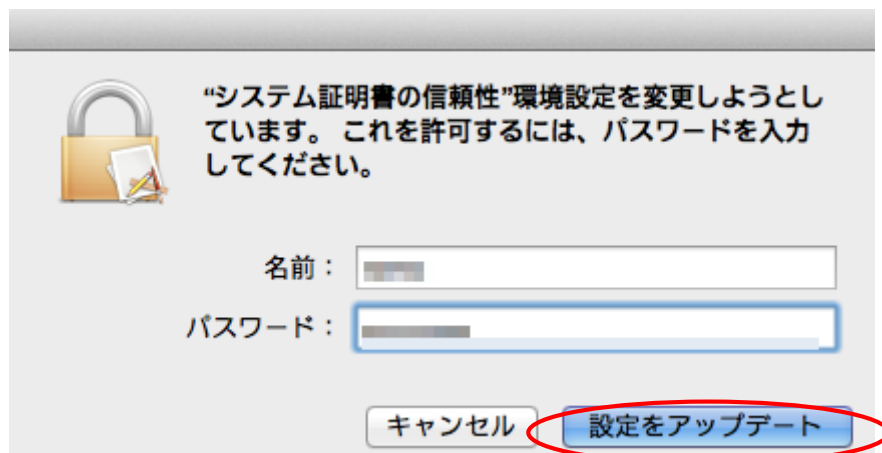 “システム証明書の信頼性”環境設定を変更しようとし
ています。 これを許可するには、パスワードを入力
してください。
名前：
パスワード：
キャンセル 設定をアップデート